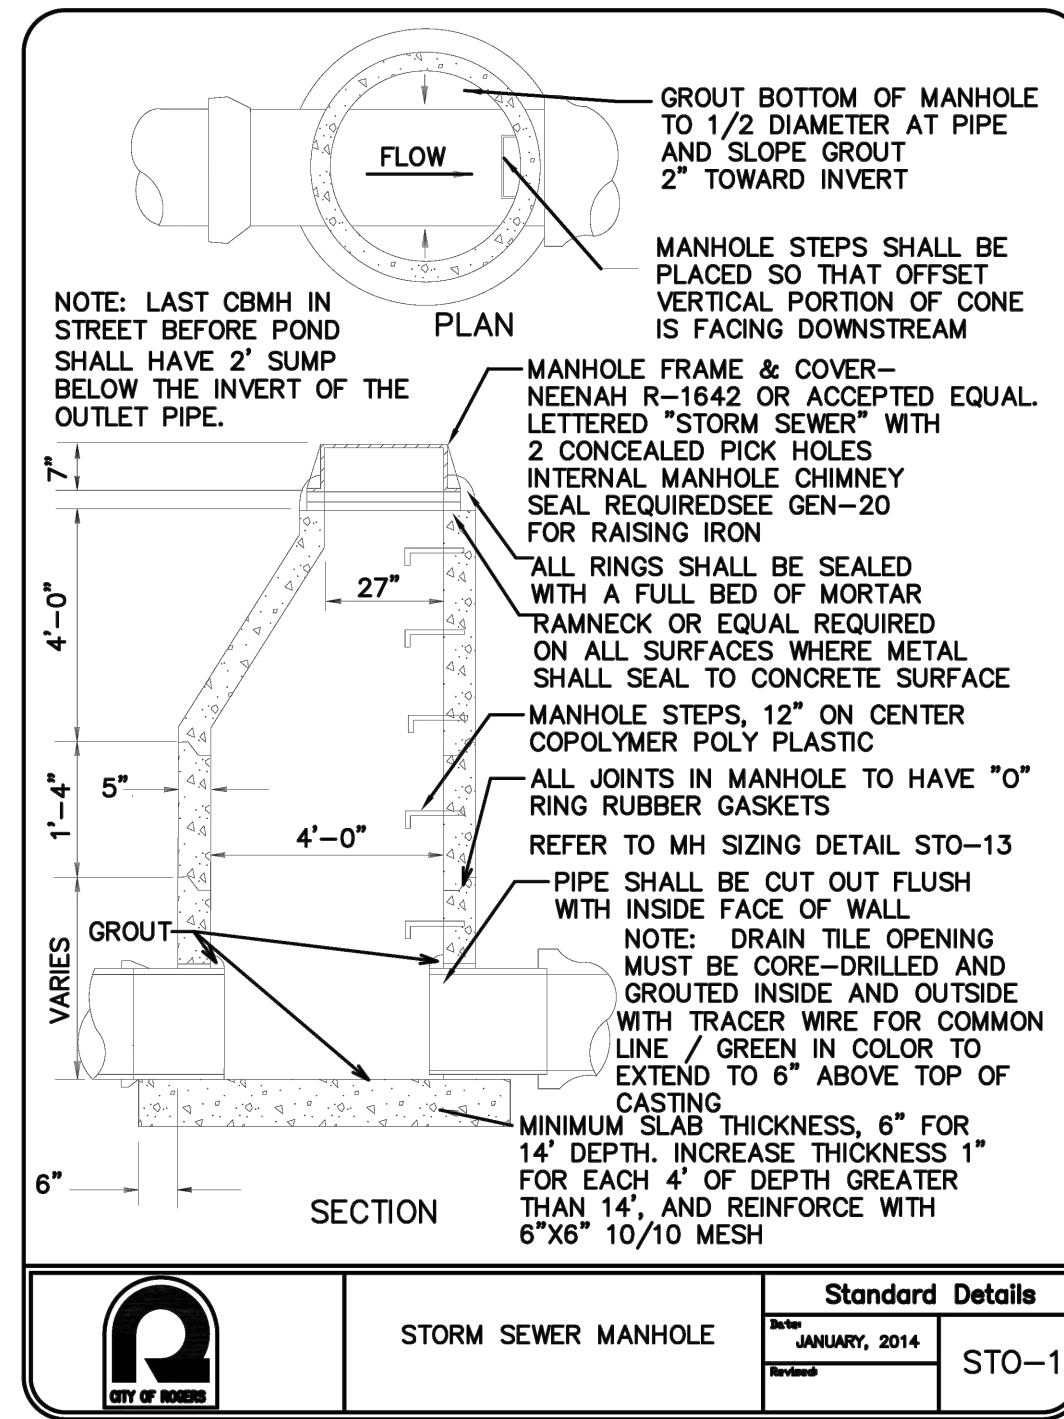 GROUT BOTTOM OF MANHOLE
TO 1/2 DIAMETER AT PIPE
AND SLOPE GROUT
2" TOWARD INVERT
FLOW
MANHOLE STEPS SHALL BE
PLACED SO THAT OFFSET
VERTICAL PORTION OF CONE
IS FACING DOWNSTREAM
PLAN
NOTE: LAST CBMH IN
STREET BEFORE POND
SHALL HAVE 2' SUMP
BELOW THE INVERT OF THE
OUTLET PIPE.
MANHOLE FRAME & COVER-
NEENAH R-1642 OR ACCEPTED EQUAL.
LETTERED "STORM SEWER" WITH
2 CONCEALED PICK HOLES
INTERNAL MANHOLE CHIMNEY
SEAL REQUIREDSEE GEN-20
FOR RAISING IRON
ALL RINGS SHALL BE SEALED
WITH A FULL BED OF MORTAR
RAMNECK OR EQUAL REQUIRED
ON ALL SURFACES WHERE METAL
SHALL SEAL TO CONCRETE SURFACE
MANHOLE STEPS, 12" ON CENTER
COPOLYMER POLY PLASTIC
ALL JOINTS IN MANHOLE TO HAVE "O"
RING RUBBER GASKETS
REFER TO MH SIZING DETAIL STO-13
PIPE SHALL BE CUT OUT FLUSH
WITH INSIDE FACE OF WALL
NOTE: DRAIN TILE OPENING
MUST BE CORE-DRILLED AND
GROUTED INSIDE AND OUTSIDE
WITH TRACER WIRE FOR COMMON
LINE / GREEN IN COLOR TO
EXTEND TO 6" ABOVE TOP OF
CASTING
MINIMUM SLAB THICKNESS, 6" FOR
14' DEPTH. INCREASE THICKNESS 1"
FOR EACH 4' OF DEPTH GREATER
THAN 14', AND REINFORCE WITH
6"X6" 10/10 MESH
7"
4'-0"
27"
1'-4"
5"
4'-0"
VARIES
GROUT
6"
SECTION
CITY OF ROGERS
STORM SEWER MANHOLE
Standard Details
Date:
JANUARY, 2014
Revised:
STO-1